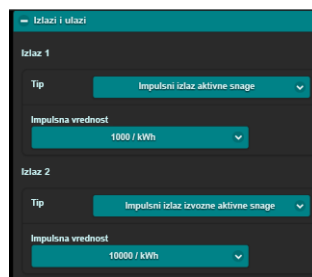 Izlazi i ulazi
Izlaz 1
Tip
Impulsni izlaz aktivne snage
Impulsna vrednost
1000 / kWh
Izlaz 2
Tip
Impulsni izlaz izvozne aktivne snage
Impulsna vrednost
10000 / kWh